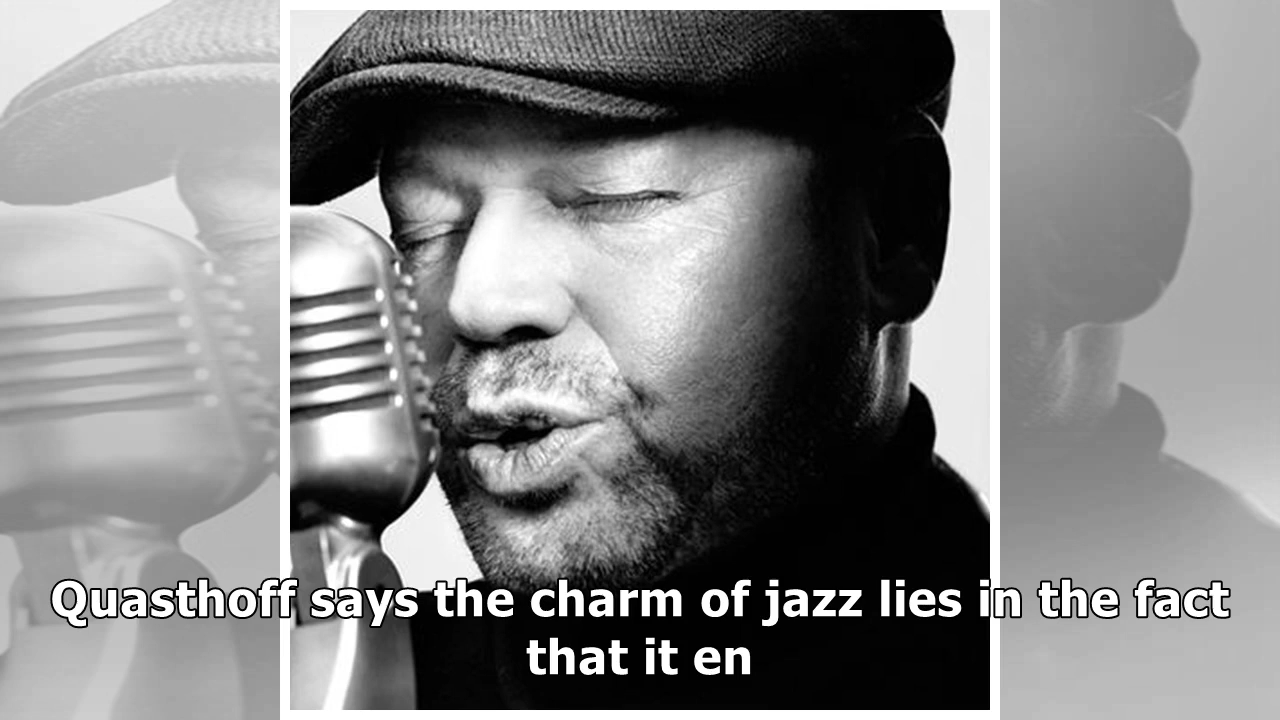 Quasthoff says the charm of jazz lies in the fact
that it en